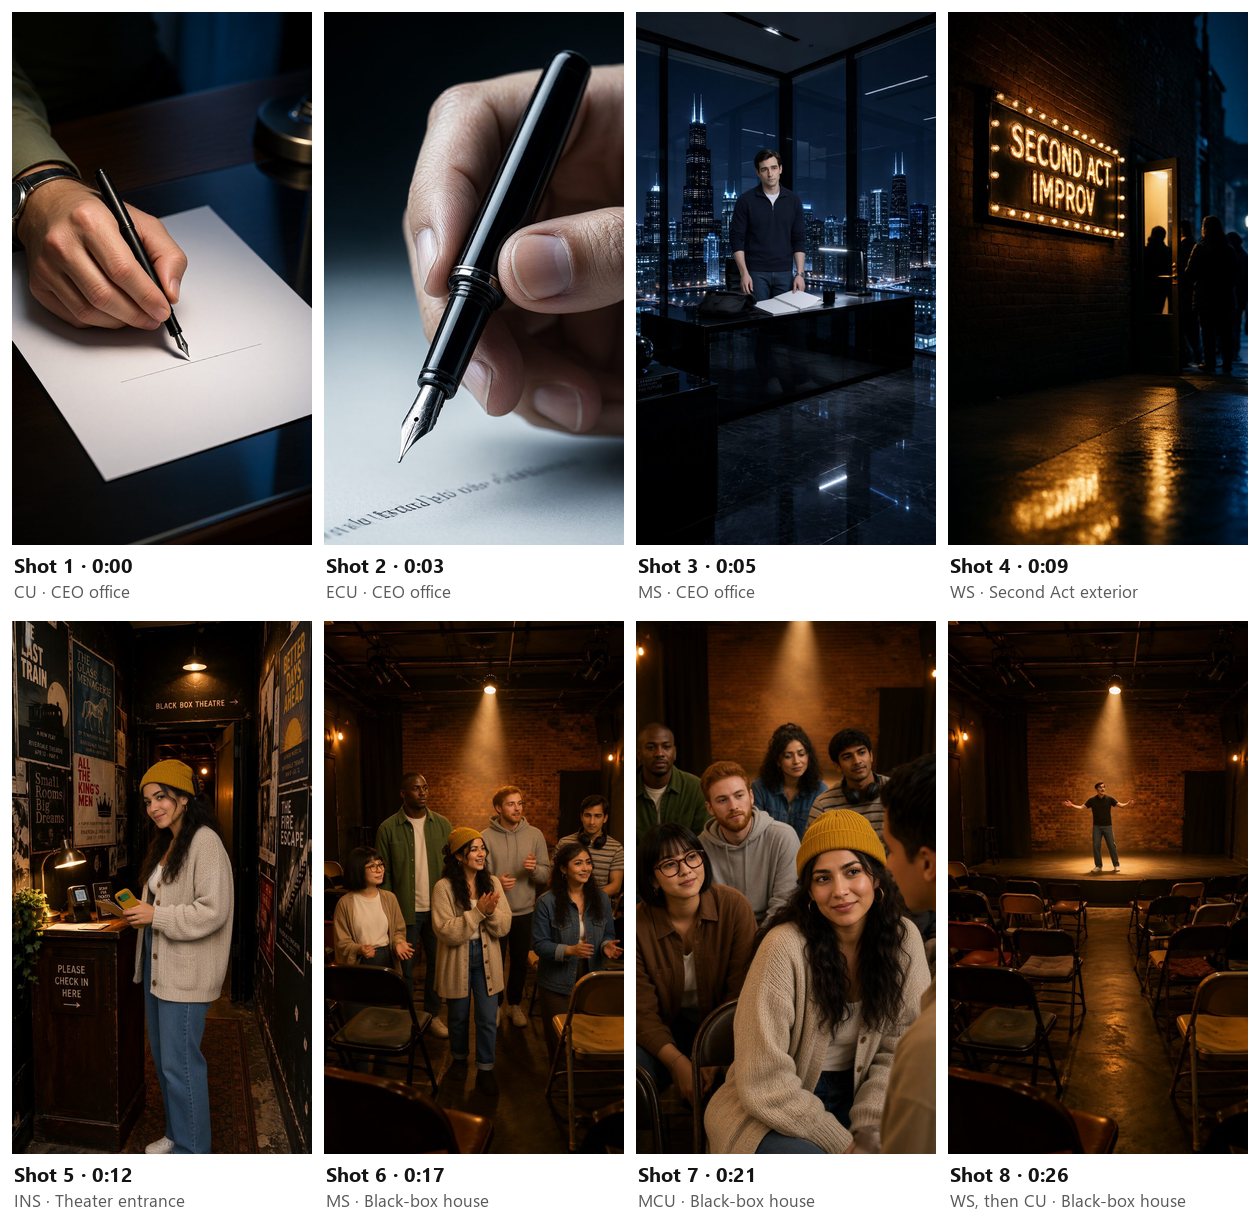 SECOND ACT
IMPROV
Shot 1 · 0:00
CU · CEO office
Shot 2 · 0:03
ECU · CEO office
Shot 3 · 0:05
MS · CEO office
Shot 4 · 0:09
WS · Second Act exterior
LAST
TRAIN
A NEW PLAY
THE
GLASS
MENAGERIE
BETTER
DAYS
AHEAD
BLACK BOX THEATRE →
Small
Rooms
Big
Dreams
ALL
THE
KING'S
MEN
THE
FIRE
ESCAPE
PLEASE
CHECK IN
HERE
→
Shot 5 · 0:12
INS · Theater entrance
Shot 6 · 0:17
MS · Black-box house
Shot 7 · 0:21
MCU · Black-box house
Shot 8 · 0:26
WS, then CU · Black-box house